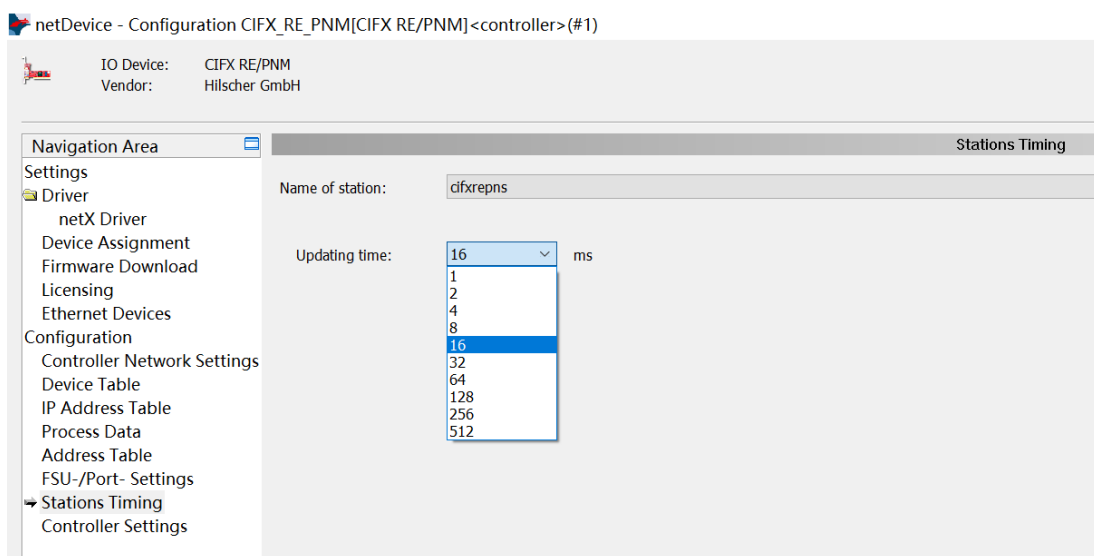 netDevice - Configuration CIFX_RE_PNM[CIFX RE/PNM]<controller>(#1)
IO Device: CIFX RE/PNM
Vendor: Hilscher GmbH
Navigation Area
Settings
Driver
netX Driver
Device Assignment
Firmware Download
Licensing
Ethernet Devices
Configuration
Controller Network Settings
Device Table
IP Address Table
Process Data
Address Table
FSU-/Port- Settings
Stations Timing
Controller Settings
Stations Timing
Name of station: cifxrepns
Updating time: 16 ms
1
2
4
8
16
32
64
128
256
512